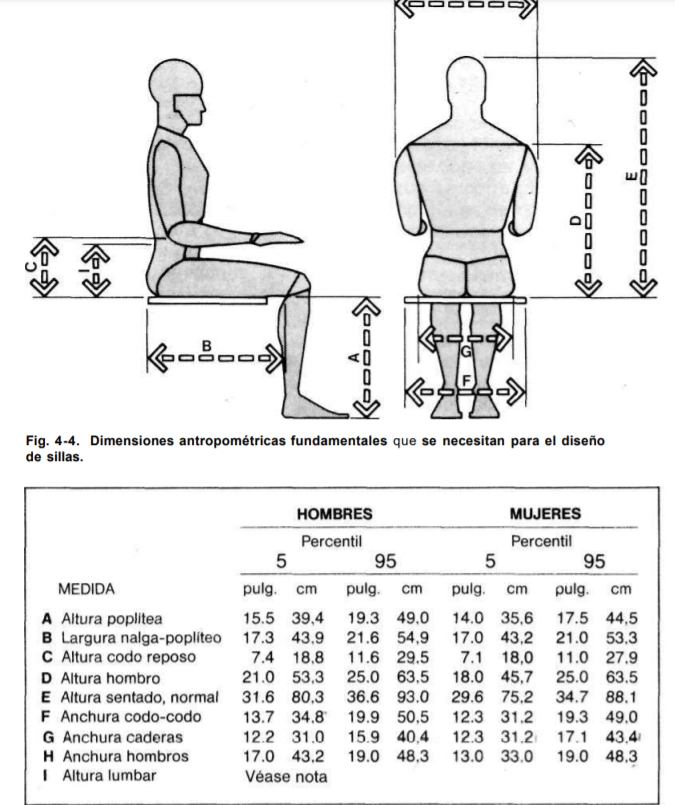 E
D
C
I
B
A
G
F
Fig. 4-4. Dimensiones antropométricas fundamentales que se necesitan para el diseño
de sillas.
HOMBRES MUJERES
Percentil Percentil
5 95 5 95
MEDIDA pulg. cm pulg. cm pulg. cm pulg. cm
A Altura poplítea 15.5 39,4 19.3 49.0 14.0 35,6 17.5 44,5
B Largura nalga-poplíteo 17.3 43,9 21.6 54,9 17.0 43,2 21.0 53,3
C Altura codo reposo 7.4 18,8 11.6 29,5 7.1 18,0 11.0 27,9
D Altura hombro 21.0 53,3 25.0 63,5 18.0 45,7 25.0 63,5
E Altura sentado, normal 31.6 80,3 36.6 93.0 29.6 75,2 34.7 88,1
F Anchura codo-codo 13.7 34,8 19.9 50,5 12.3 31.2 19.3 49,0
G Anchura caderas 12.2 31.0 15.9 40,4 12.3 31.2 17.1 43,4
H Anchura hombros 17.0 43,2 19.0 48,3 13.0 33.0 19.0 48,3
I Altura lumbar Véase nota